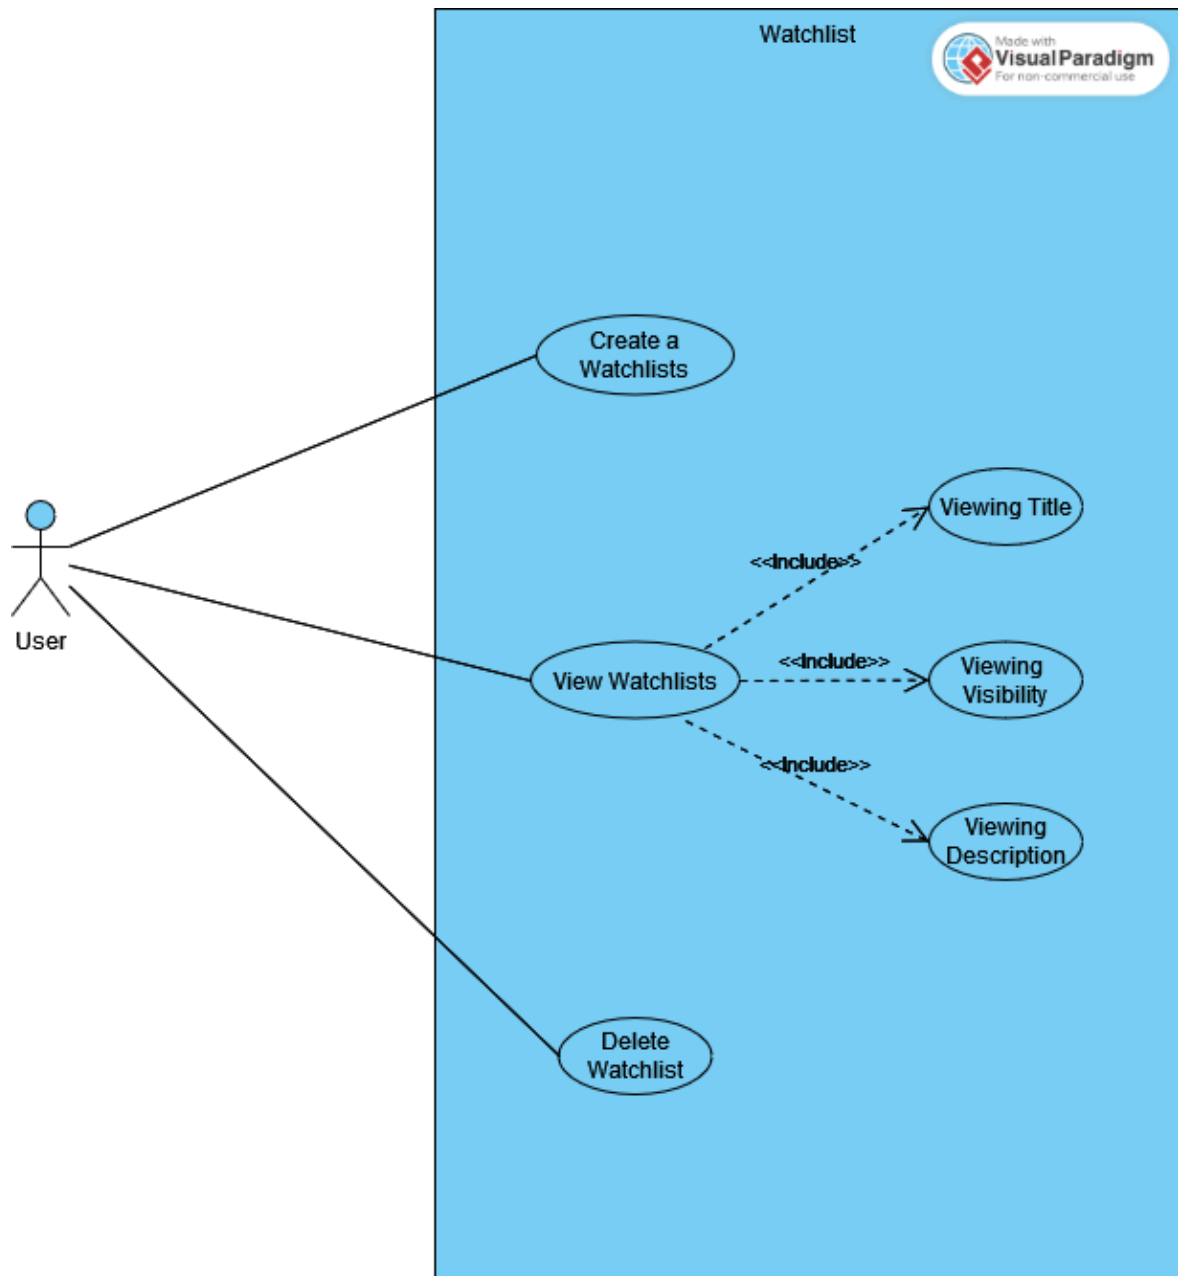 Watchlist
Made with
Visual Paradigm
For non-commercial use
Create a
Watchlists
Viewing Title
<<Include>>
User
View Watchlists
<<Include>>
Viewing
Visibility
<<Include>>
Viewing
Description
Delete
Watchlist